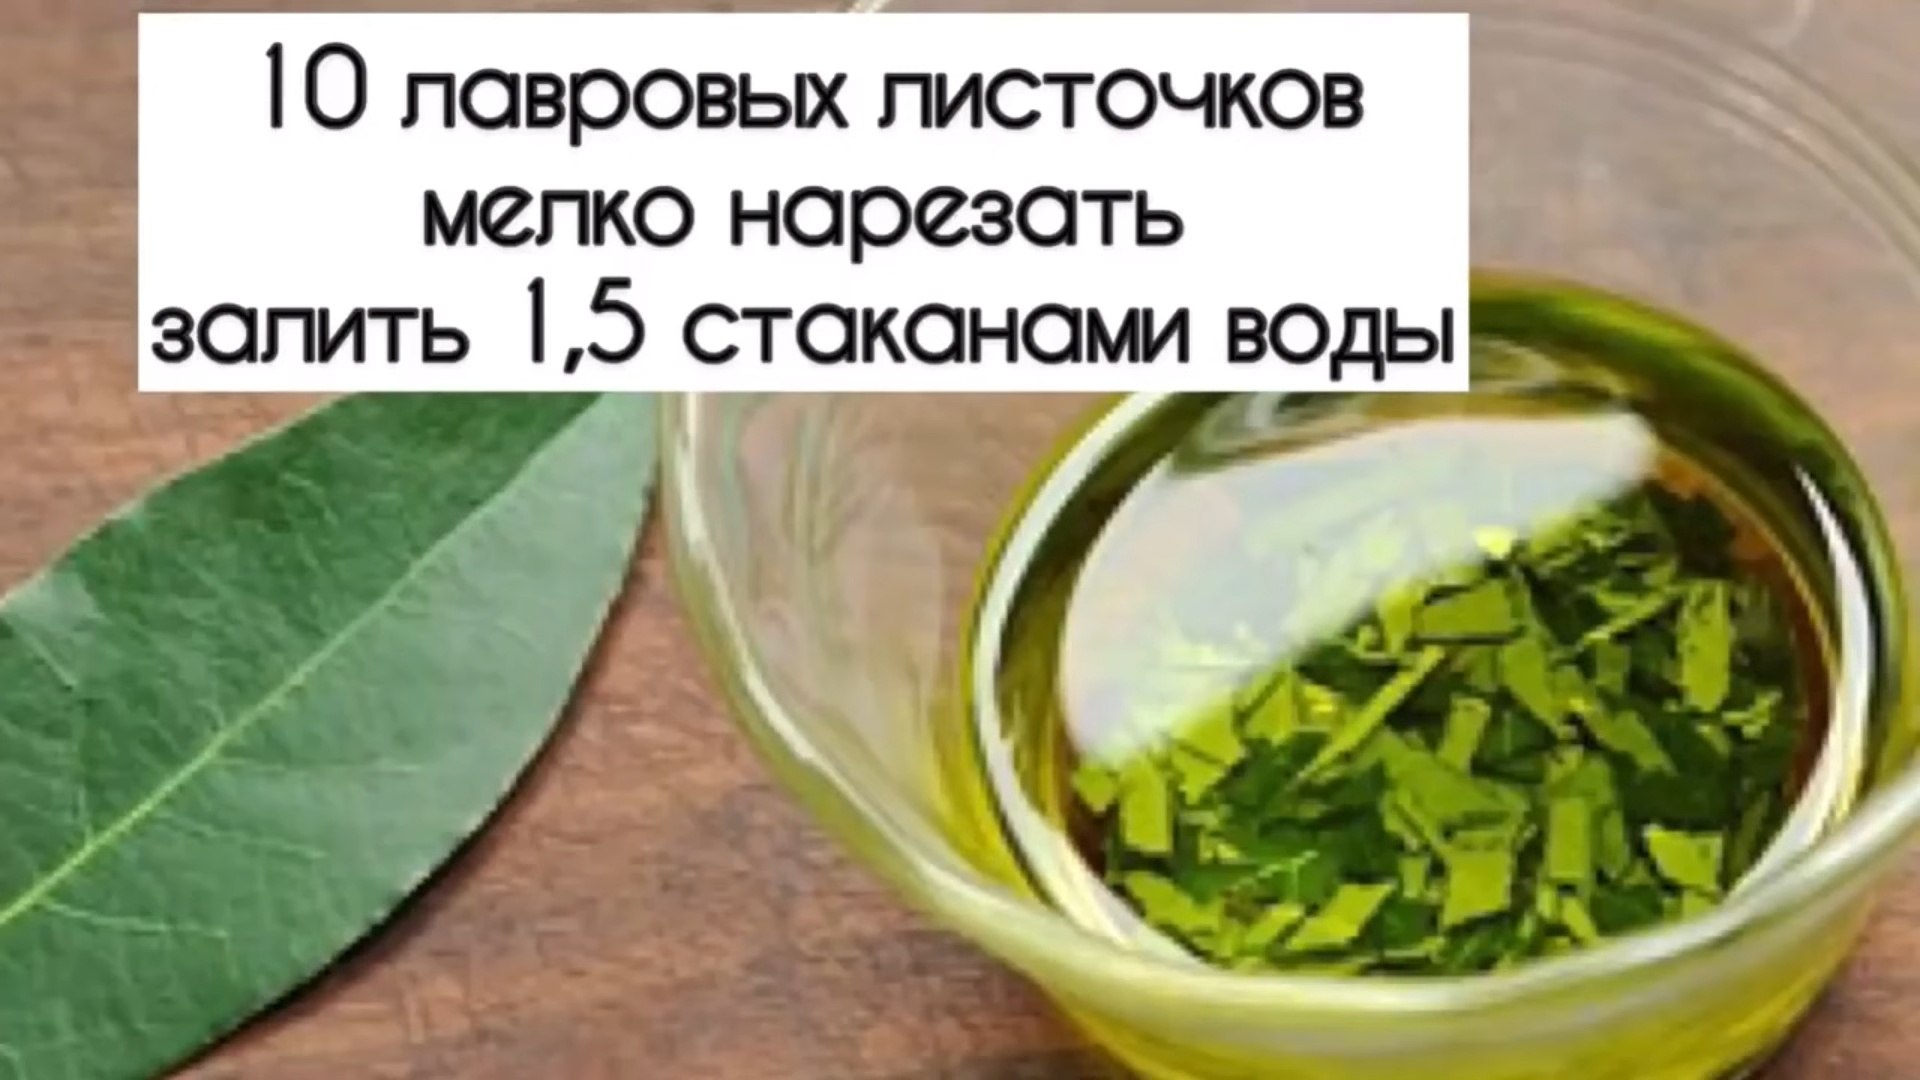 10 лавровых листочков
мелко нарезать
залить 1,5 стаканами воды